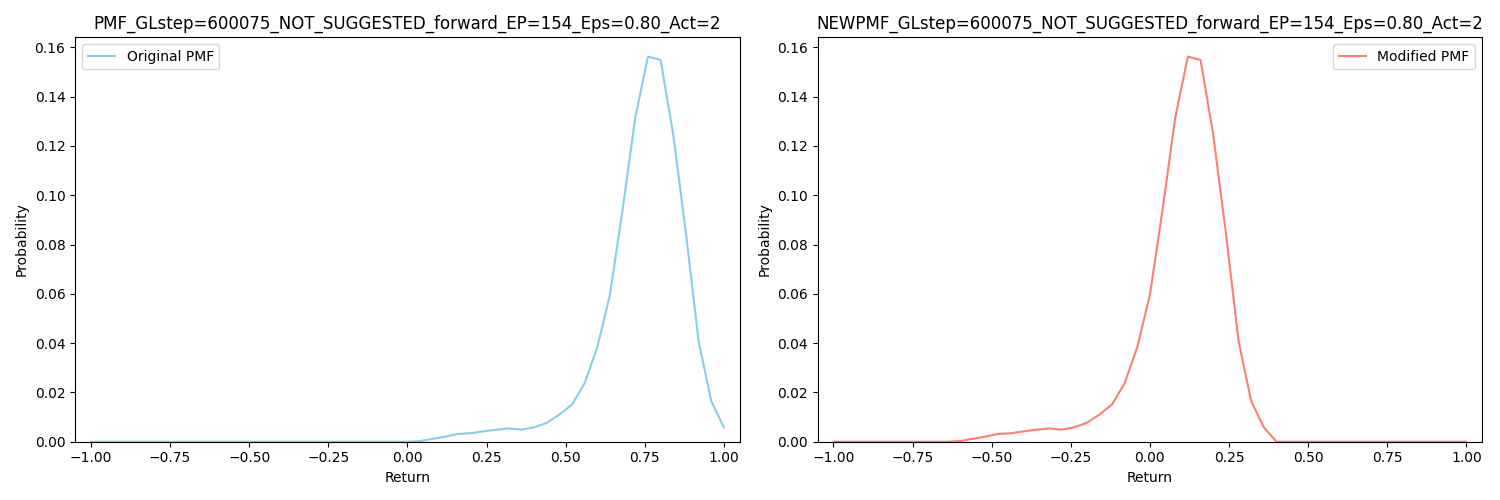 PMF_GLstep=600075_NOT_SUGGESTED_forward_EP=154_Eps=0.80_Act=2
Original PMF
0.16
0.14
0.12
0.10
0.08
0.06
0.04
0.02
0.00
Probability
−1.00 −0.75 −0.50 −0.25 0.00 0.25 0.50 0.75 1.00
Return
NEWPMF_GLstep=600075_NOT_SUGGESTED_forward_EP=154_Eps=0.80_Act=2
Modified PMF
0.16
0.14
0.12
0.10
0.08
0.06
0.04
0.02
0.00
Probability
−1.00 −0.75 −0.50 −0.25 0.00 0.25 0.50 0.75 1.00
Return